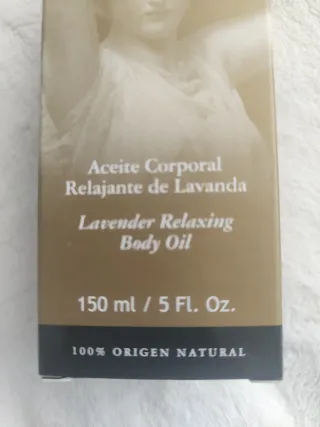 Aceite Corporal
Relajante de Lavanda
Lavender Relaxing
Body Oil
150 ml / 5 Fl. Oz.
100% ORIGEN NATURAL